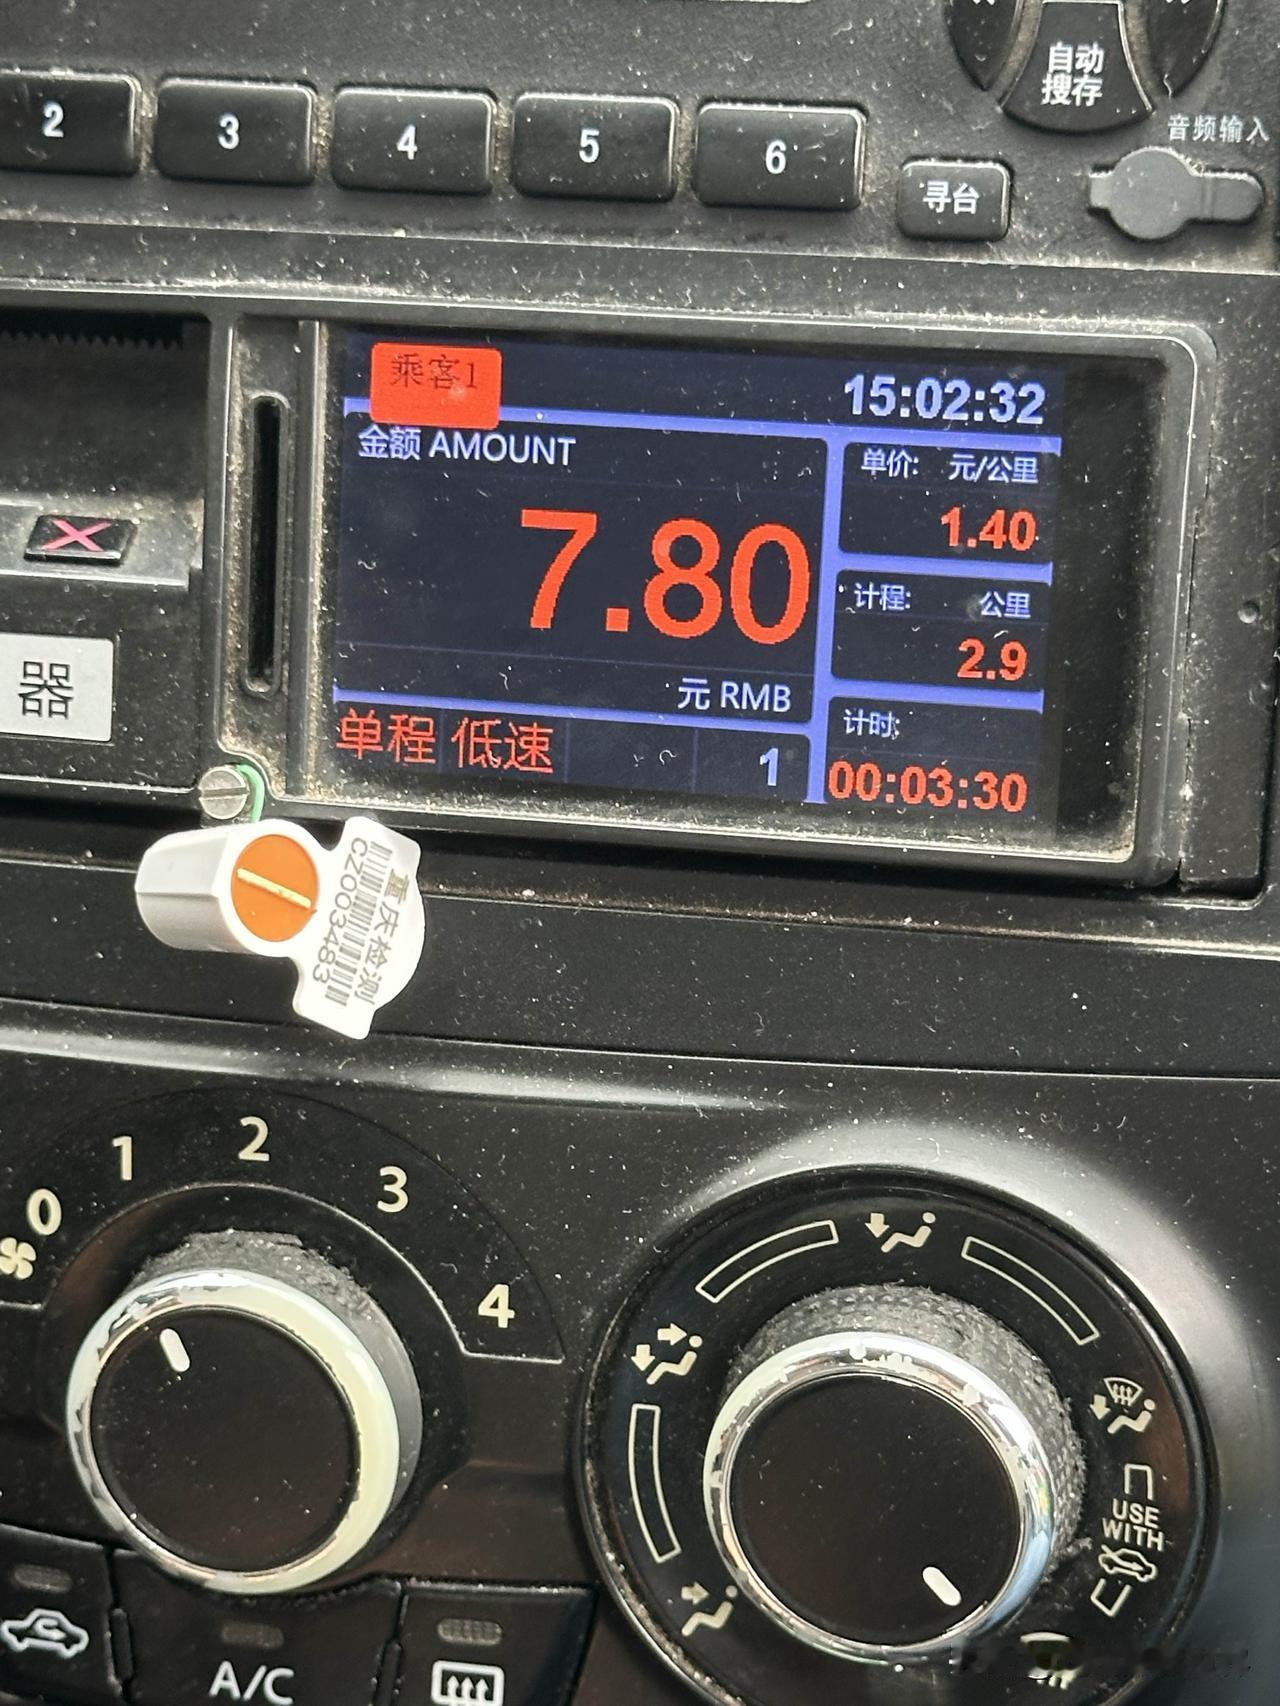 自动
搜存
音频输入
2 3 4 5 6
寻台
乘客1
15:02:32
金额 AMOUNT
7.80
元 RMB
单价: 元/公里
1.40
计程: 公里
2.9
计时:
00:03:30
单程 低速 1
器
重庆检测
CZ003483
0 1 2 3 4
A/C
USE
WITH